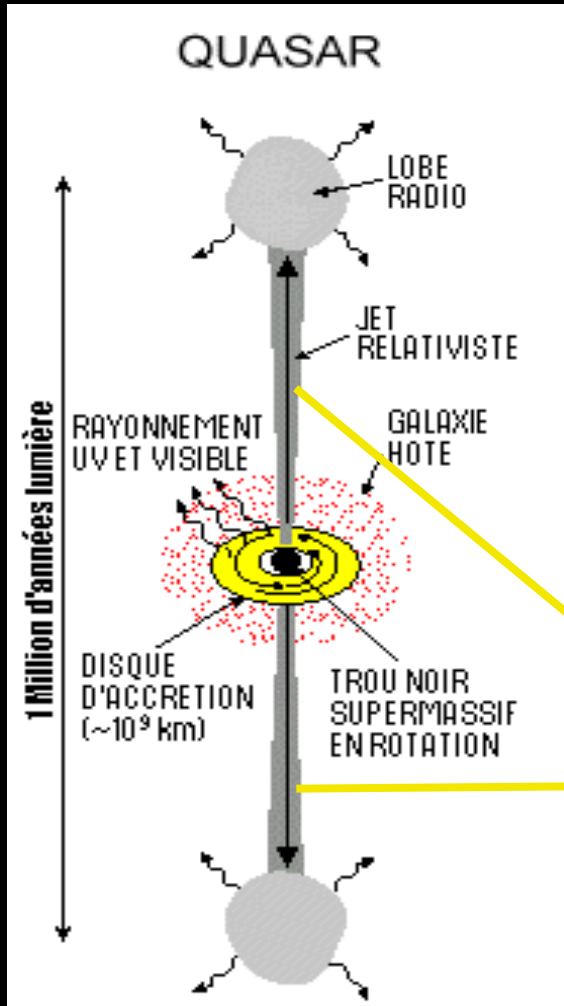 QUASAR
LOBE
RADIO
JET
RELATIVISTE
RAYONNEMENT
UV ET VISIBLE
GALAXIE
HOTE
1 Million d'années lumière
DISQUE
D'ACCRETION
(~10⁹ km)
TROU NOIR
SUPERMASSIF
EN ROTATION